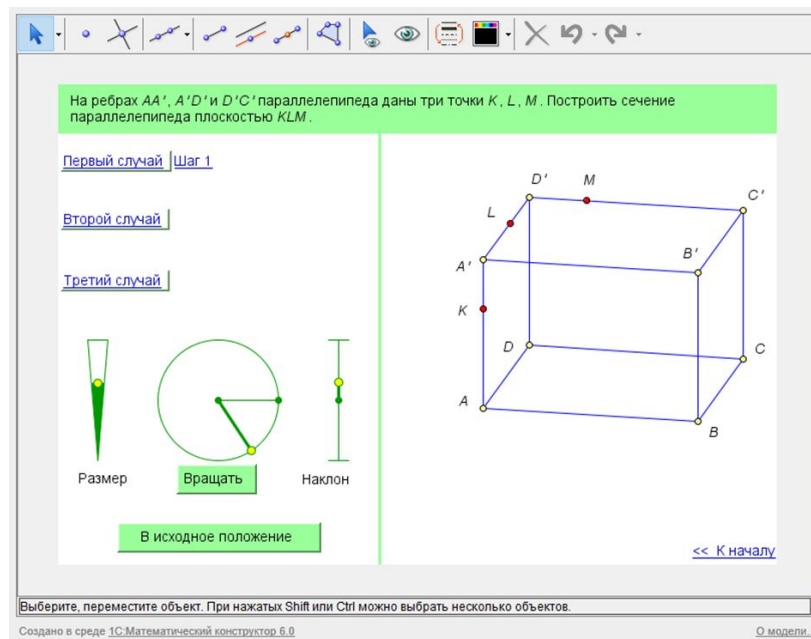 На ребрах AA', A'D' и D'C' параллелепипеда даны три точки K, L, M. Построить сечение
параллелепипеда плоскостью KLM.
Первый случай Шаг 1
Второй случай
Третий случай
Размер
Вращать
Наклон
В исходное положение
D'
M
C'
L
B'
A'
K
D
C
A
B
<< К началу
Выберите, переместите объект. При нажатых Shift или Ctrl можно выбрать несколько объектов.
Создано в среде 1С:Математический конструктор 6.0
О модели